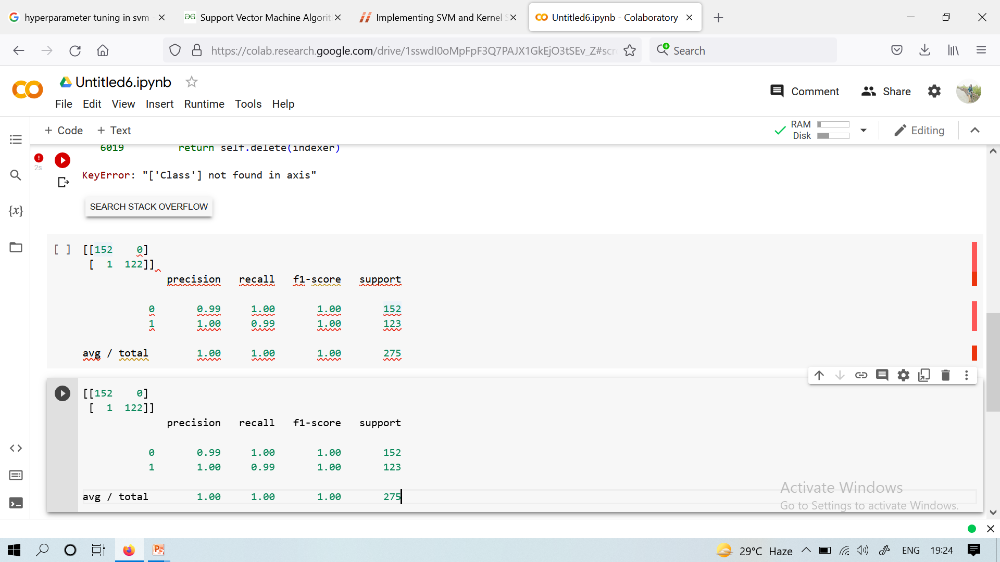 hyperparameter tuning in svm -
Support Vector Machine Algorit
Implementing SVM and Kernel S
Untitled6.ipynb - Colaboratory
https://colab.research.google.com/drive/1sswdI0oMpFpF3Q7PAJX1GkEjO3tSEv_Z#scr
Search
Untitled6.ipynb
File Edit View Insert Runtime Tools Help
Comment
Share
+ Code + Text
RAM
Disk
Editing
6019 return self.delete(indexer)
2s
KeyError: "['Class'] not found in axis"
SEARCH STACK OVERFLOW
[ ] [[152 0]
[ 1 122]]
precision recall f1-score support
0 0.99 1.00 1.00 152
1 1.00 0.99 1.00 123
avg / total 1.00 1.00 1.00 275
[[152 0]
[ 1 122]]
precision recall f1-score support
0 0.99 1.00 1.00 152
1 1.00 0.99 1.00 123
avg / total 1.00 1.00 1.00 275
Activate Windows
Go to Settings to activate Windows.
29°C Haze
ENG
19:24